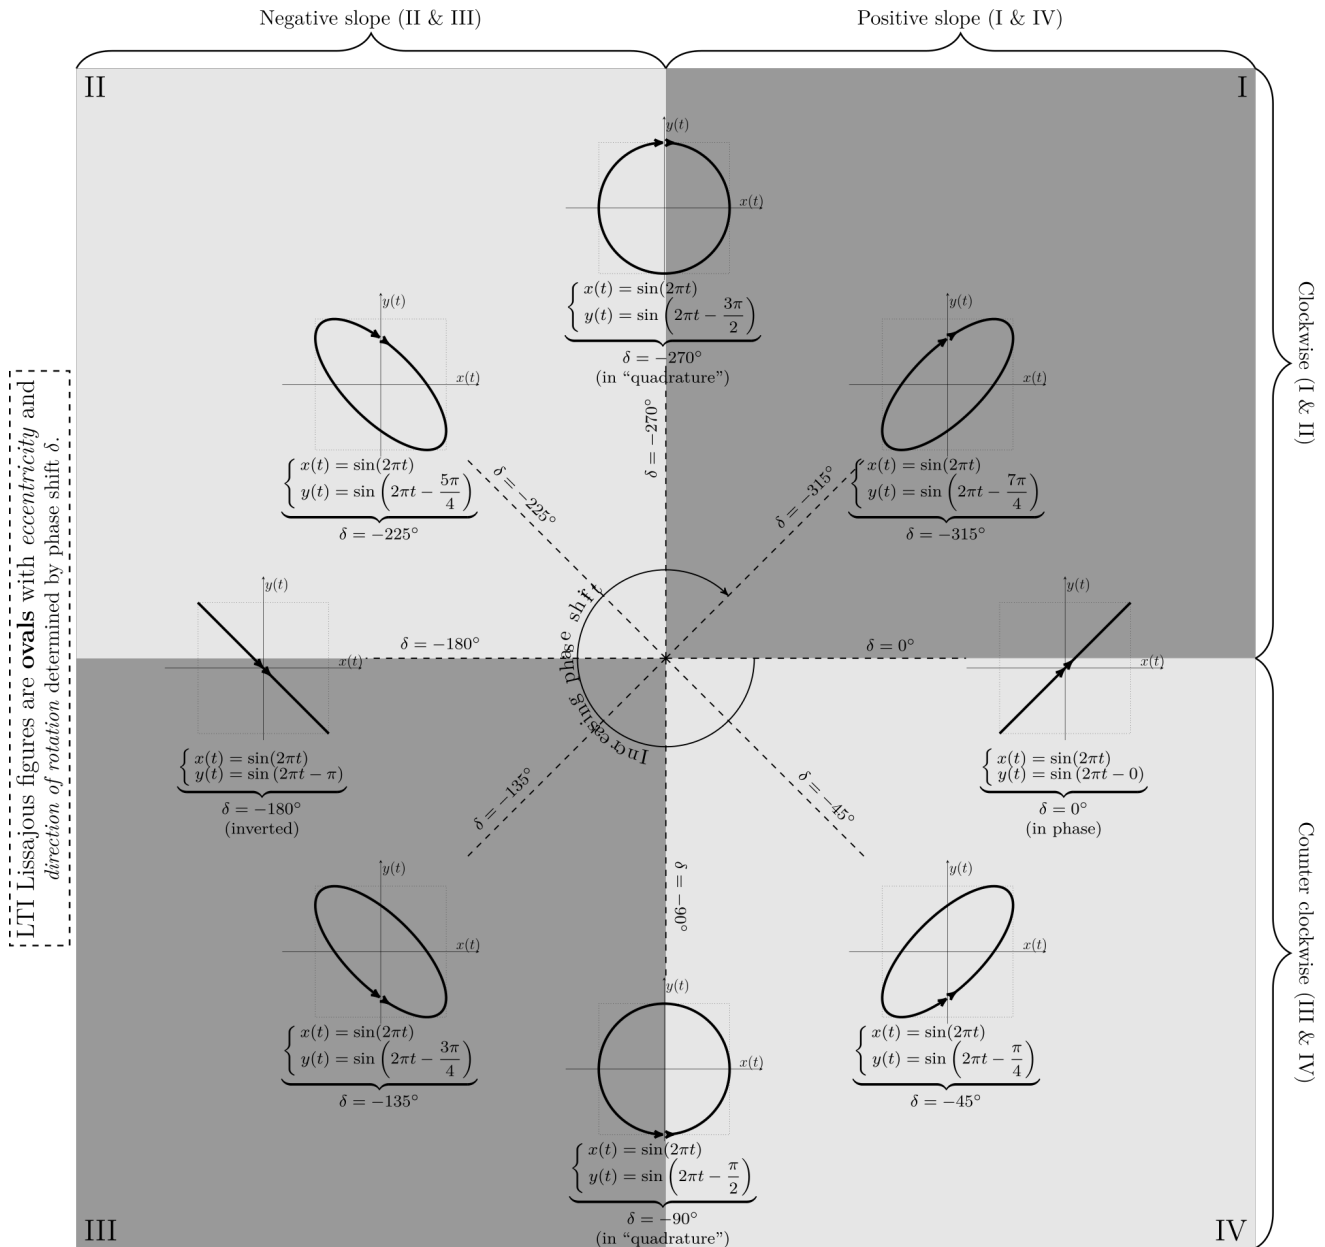 Negative slope (II & III)
Positive slope (I & IV)
II
I
y(t)
x(t)
{ x(t) = sin(2πt)
y(t) = sin (2πt − 3π/2)
δ = −270°
(in “quadrature”)
y(t)
x(t)
{ x(t) = sin(2πt)
y(t) = sin (2πt − 5π/4)
δ = −225°
y(t)
x(t)
{ x(t) = sin(2πt)
y(t) = sin (2πt − 7π/4)
δ = −315°
Clockwise (I & II)
LTI Lissajous figures are ovals with eccentricity and
direction of rotation determined by phase shift δ.
δ = −270°
δ = −225°
δ = −315°
δ = −180°
δ = 0°
Increasing phase shift
δ = −135°
δ = −45°
δ = −90°
y(t)
x(t)
{ x(t) = sin(2πt)
y(t) = sin (2πt − π)
δ = −180°
(inverted)
y(t)
x(t)
{ x(t) = sin(2πt)
y(t) = sin (2πt − 0)
δ = 0°
(in phase)
y(t)
x(t)
{ x(t) = sin(2πt)
y(t) = sin (2πt − 3π/4)
δ = −135°
y(t)
x(t)
{ x(t) = sin(2πt)
y(t) = sin (2πt − π/4)
δ = −45°
Counter clockwise (III & IV)
y(t)
x(t)
{ x(t) = sin(2πt)
y(t) = sin (2πt − π/2)
δ = −90°
(in “quadrature”)
III
IV